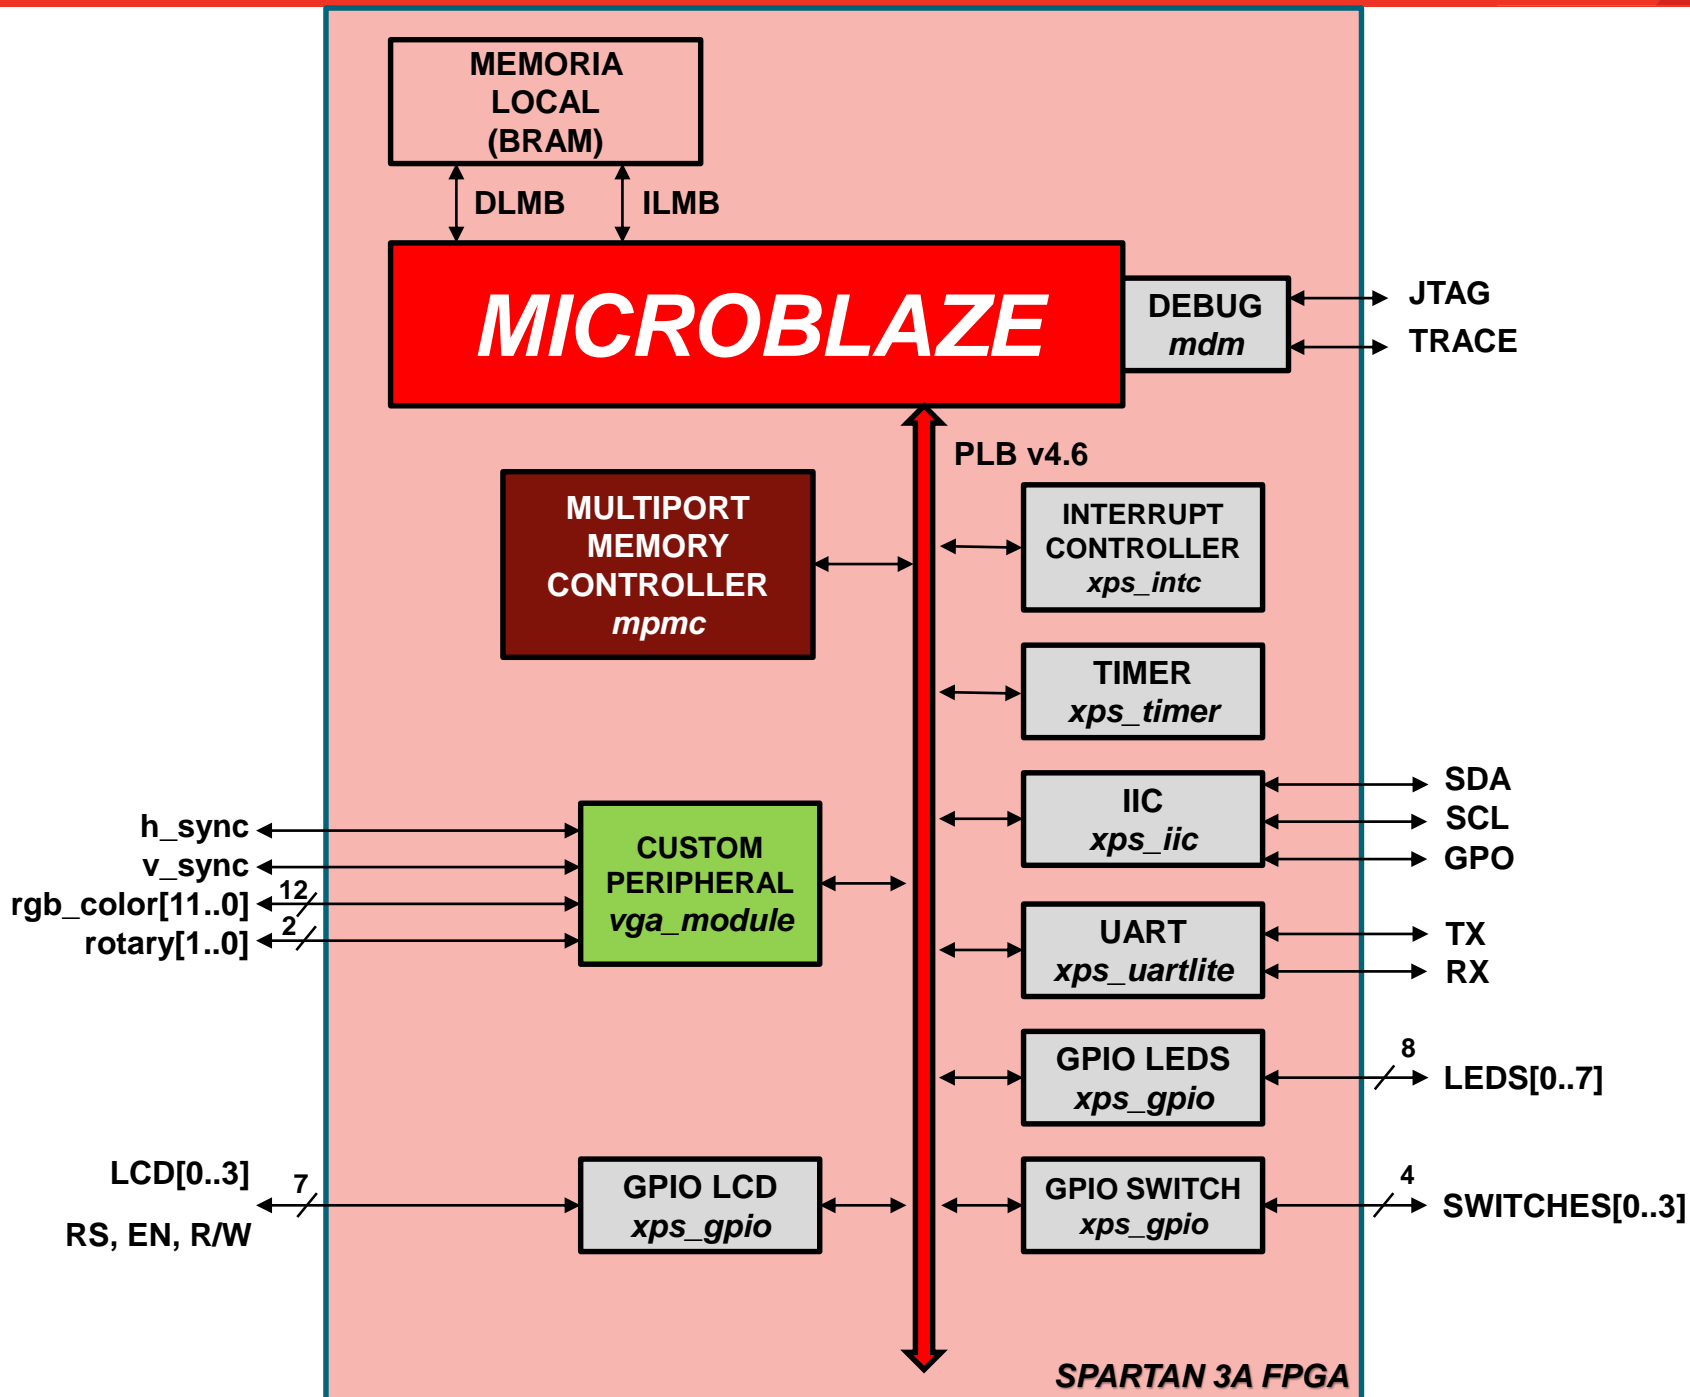 MEMORIA
LOCAL
(BRAM)
DLMB
ILMB
MICROBLAZE
DEBUG
mdm
JTAG
TRACE
PLB v4.6
MULTIPORT
MEMORY
CONTROLLER
mpmc
INTERRUPT
CONTROLLER
xps_intc
TIMER
xps_timer
IIC
xps_iic
SDA
SCL
GPO
h_sync
v_sync
rgb_color[11..0]
12
rotary[1..0]
2
CUSTOM
PERIPHERAL
vga_module
UART
xps_uartlite
TX
RX
GPIO LEDS
xps_gpio
8
LEDS[0..7]
LCD[0..3]
7
RS, EN, R/W
GPIO LCD
xps_gpio
GPIO SWITCH
xps_gpio
4
SWITCHES[0..3]
SPARTAN 3A FPGA